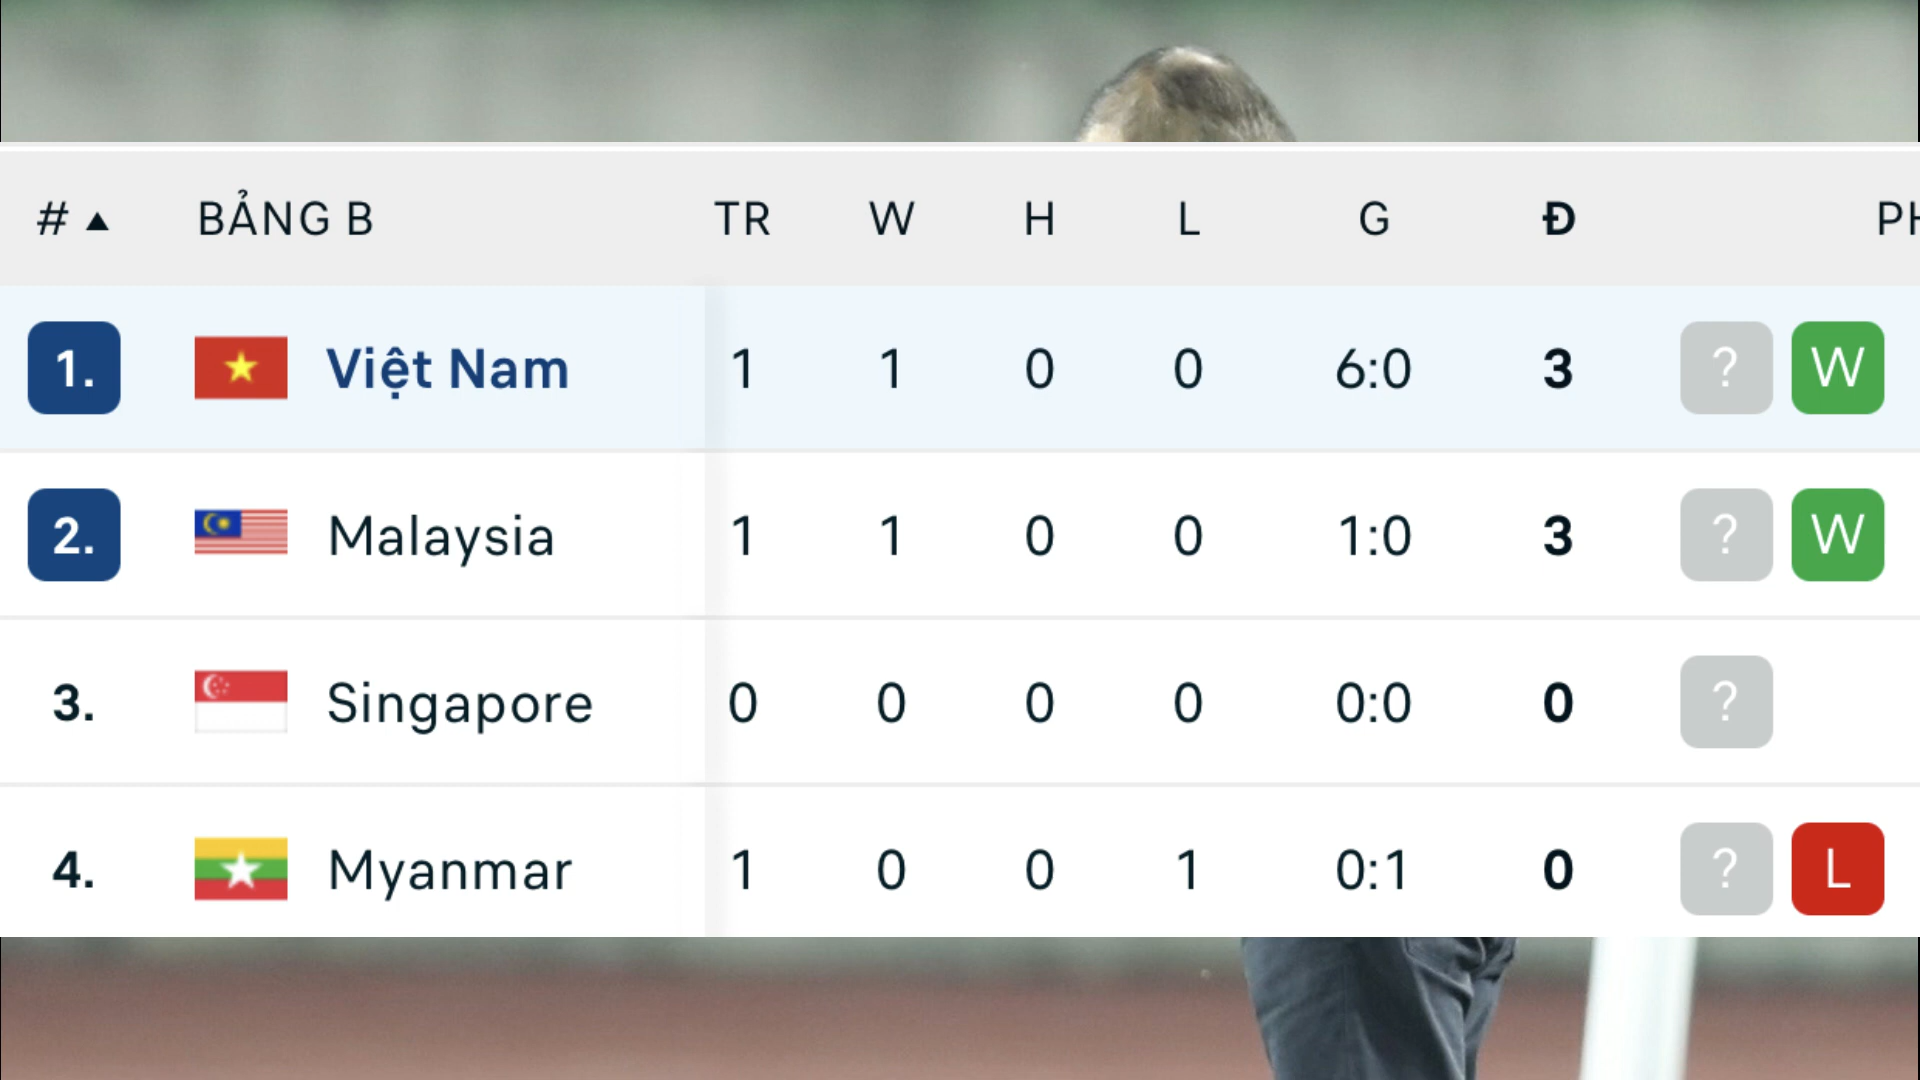 # ▲ BẢNG B TR W H L G Đ PH
1. Việt Nam 1 1 0 0 6:0 3 ? W
2. Malaysia 1 1 0 0 1:0 3 ? W
3. Singapore 0 0 0 0 0:0 0 ?
4. Myanmar 1 0 0 1 0:1 0 ? L